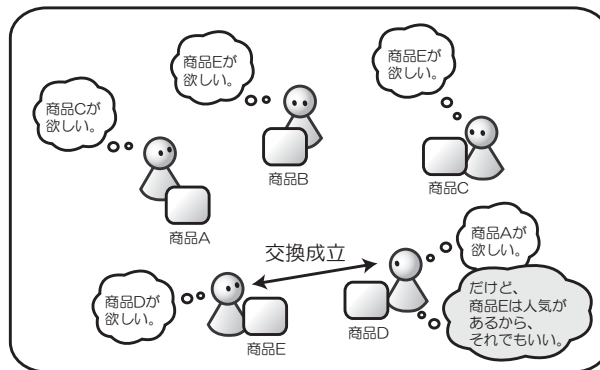 商品Eが
欲しい。
商品Eが
欲しい。
商品Cが
欲しい。
商品B
商品C
商品A
商品Aが
欲しい。
交換成立
商品Dが
欲しい。
だけど、
商品Eは人気が
あるから、
それでもいい。
商品E
商品D